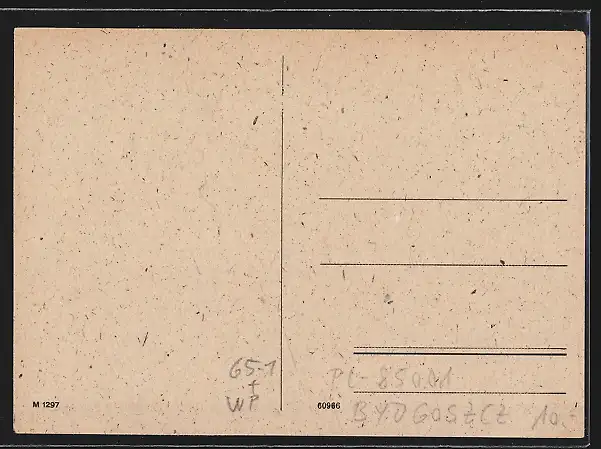 65-1
+
WP
PL-85001
BYDGOSZCZ 10,-
M 1297
60966